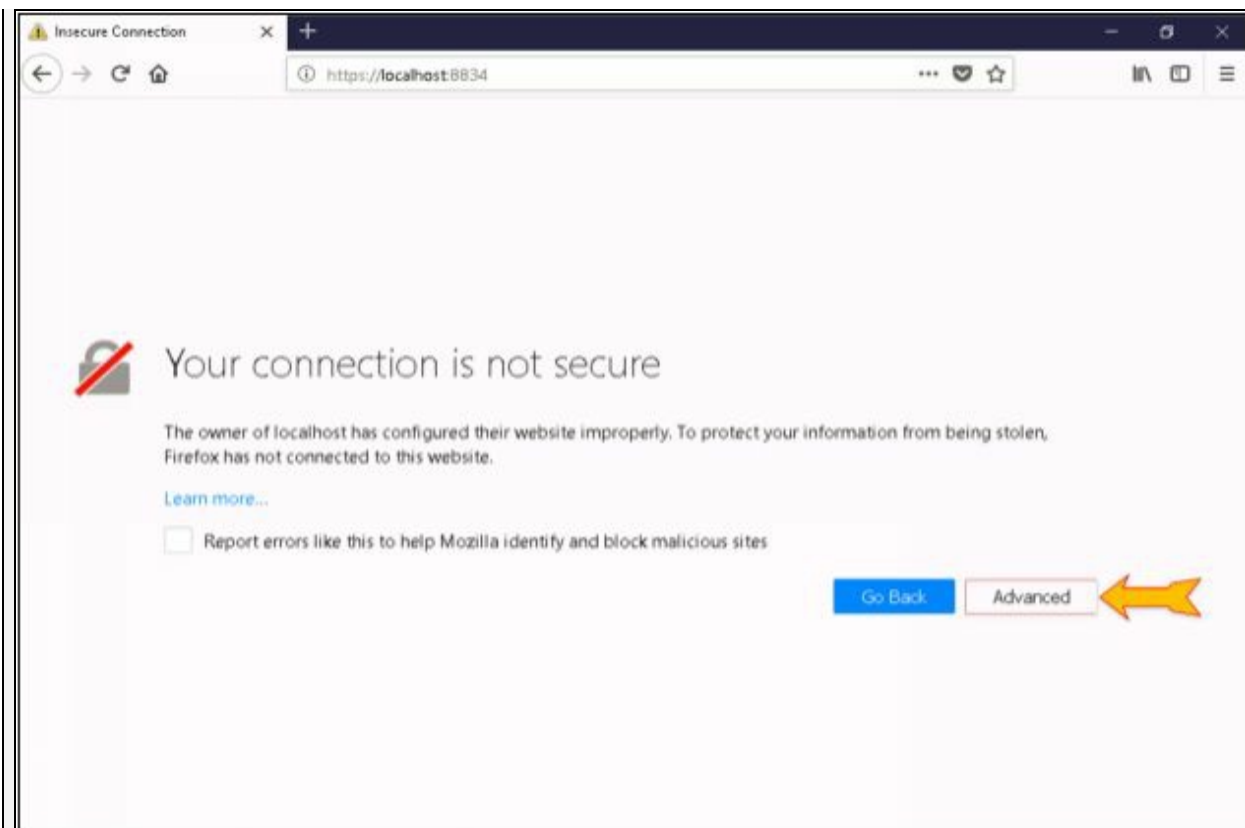 Insecure Connection
https://localhost:8834
Your connection is not secure
The owner of localhost has configured their website improperly. To protect your information from being stolen,
Firefox has not connected to this website.
Learn more...
Report errors like this to help Mozilla identify and block malicious sites
Go Back Advanced